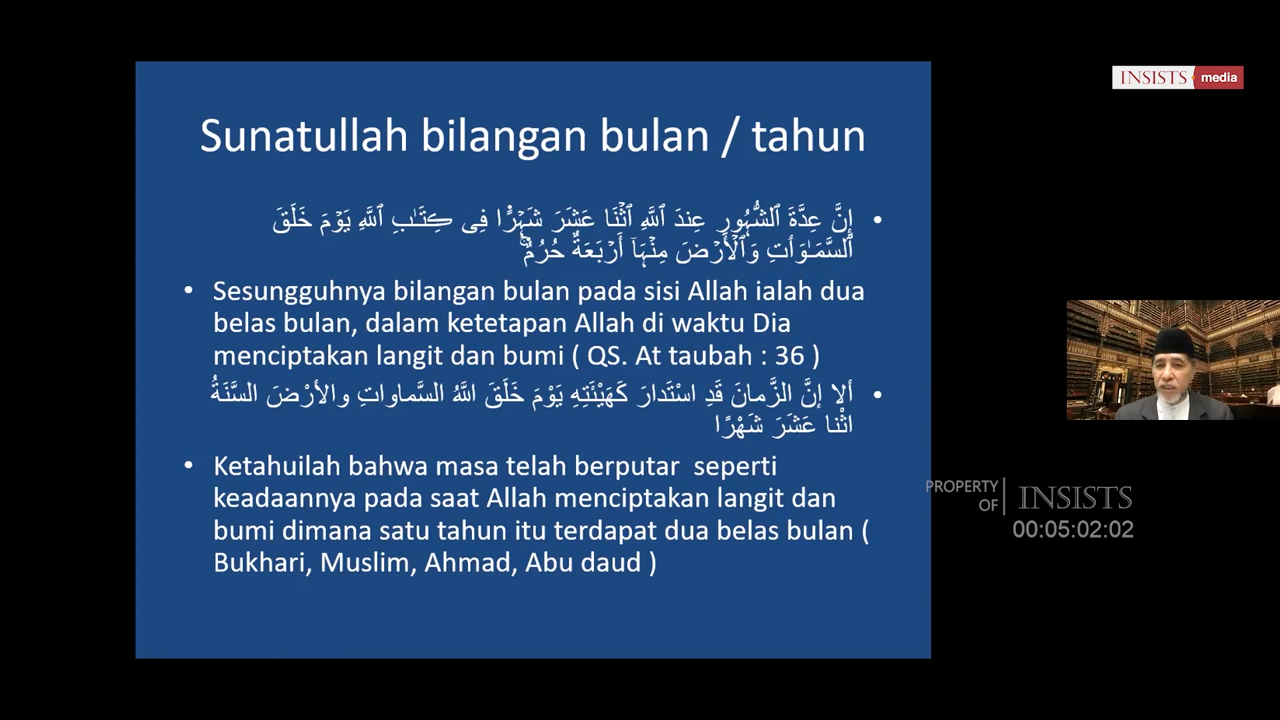 INSISTS media
Sunatullah bilangan bulan / tahun
• إِنَّ عِدَّةَ ٱلشُّهُورِ عِندَ ٱللَّهِ ٱثْنَا عَشَرَ شَهْرًا فِى كِتَـٰبِ ٱللَّهِ يَوْمَ خَلَقَ
ٱلسَّمَـٰوَٲتِ وَٱلْأَرْضَ مِنْہَآ أَرْبَعَةٌ حُرُمٌۚ
• Sesungguhnya bilangan bulan pada sisi Allah ialah dua
belas bulan, dalam ketetapan Allah di waktu Dia
menciptakan langit dan bumi ( QS. At taubah : 36 )
• ألا إنَّ الزَّمانَ قَدِ اسْتَدارَ كَهَيْئَتِهِ يَوْمَ خَلَقَ اللَّهُ السَّماواتِ والأرْضَ السَّنَةُ
اثْنا عَشَرَ شَهْرًا
• Ketahuilah bahwa masa telah berputar seperti
keadaannya pada saat Allah menciptakan langit dan
bumi dimana satu tahun itu terdapat dua belas bulan (
Bukhari, Muslim, Ahmad, Abu daud )
PROPERTY OF INSISTS
00:05:02:02